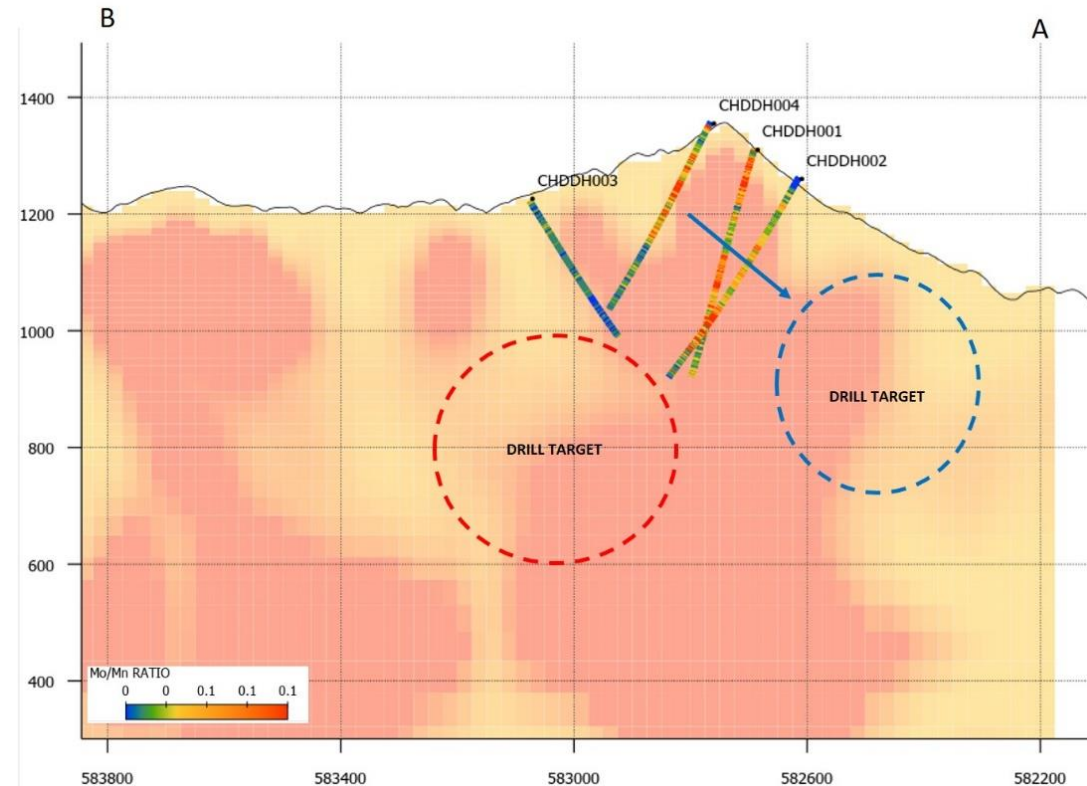 B
A
1400
1200
1000
800
600
400
CHDDH004
CHDDH001
CHDDH002
CHDDH003
DRILL TARGET
DRILL TARGET
Mo/Mn RATIO
0 0 0.1 0.1 0.1
583800 583400 583000 582600 582200